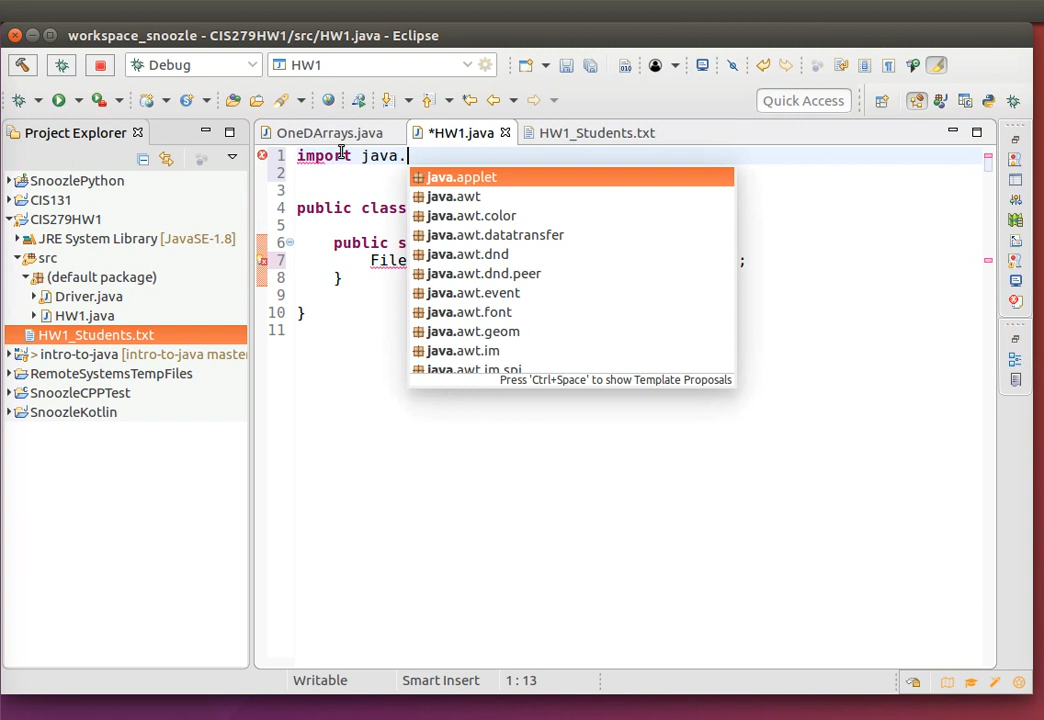 workspace_snoozle - CIS279HW1/src/HW1.java - Eclipse
Debug HW1
Quick Access
Project Explorer OneDArrays.java *HW1.java HW1_Students.txt
SnoozlePython
CIS131
CIS279HW1
JRE System Library [JavaSE-1.8]
src
(default package)
Driver.java
HW1.java
HW1_Students.txt
> intro-to-java [intro-to-java master
RemoteSystemsTempFiles
SnoozleCPPTest
SnoozleKotlin
1 import java.
2
3
4 public class
5
6 public s
7 File ;
8 }
9
10 }
11
java.applet
java.awt
java.awt.color
java.awt.datatransfer
java.awt.dnd
java.awt.dnd.peer
java.awt.event
java.awt.font
java.awt.geom
java.awt.im
java.awt.im.spi
Press 'Ctrl+Space' to show Template Proposals
Writable Smart Insert 1 : 13